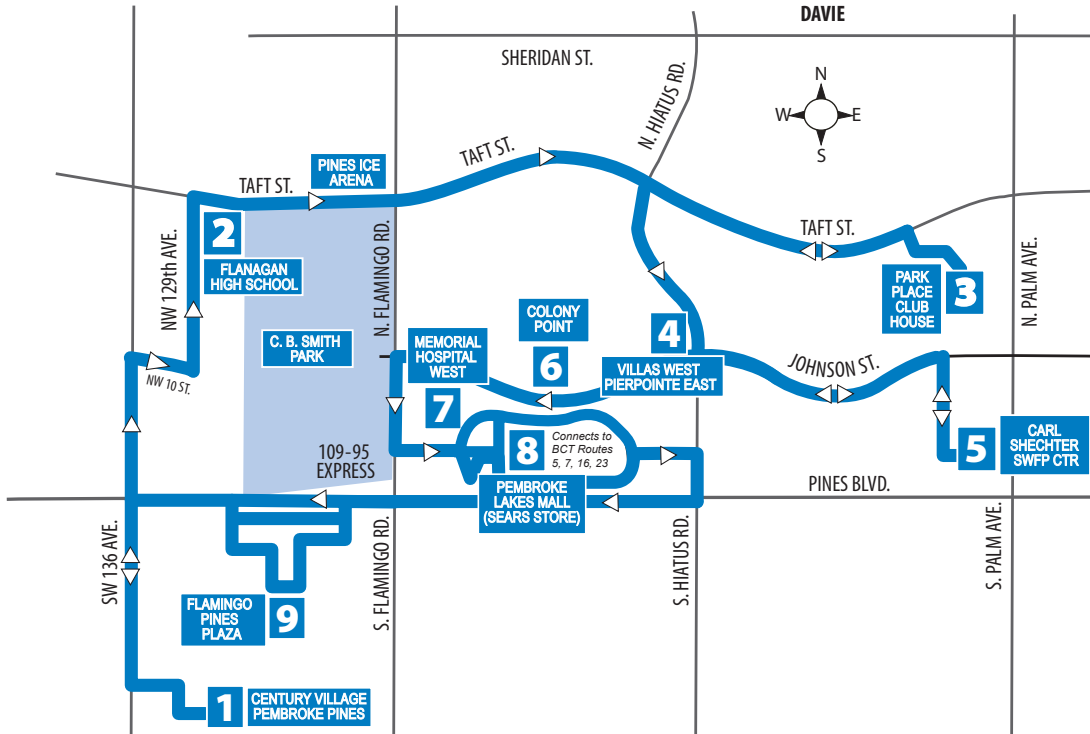 DAVIE
SHERIDAN ST.
N. HIATUS RD.
N
W
E
S
TAFT ST.
PINES ICE
ARENA
TAFT ST.
2
FLANAGAN
HIGH SCHOOL
NW 129th AVE.
N. FLAMINGO RD.
TAFT ST.
PARK
PLACE
CLUB
HOUSE
3
N. PALM AVE.
C. B. SMITH
PARK
MEMORIAL
HOSPITAL
WEST
COLONY
POINT
6
4
VILLAS WEST
PIERPOINTE EAST
JOHNSON ST.
NW 10 ST.
7
8
Connects to
BCT Routes
5, 7, 16, 23
5
CARL
SHECHTER
SWFP CTR
109-95
EXPRESS
PEMBROKE
LAKES MALL
(SEARS STORE)
PINES BLVD.
SW 136 AVE.
S. FLAMINGO RD.
S. HIATUS RD.
S. PALM AVE.
FLAMINGO
PINES
PLAZA
9
1
CENTURY VILLAGE
PEMBROKE PINES